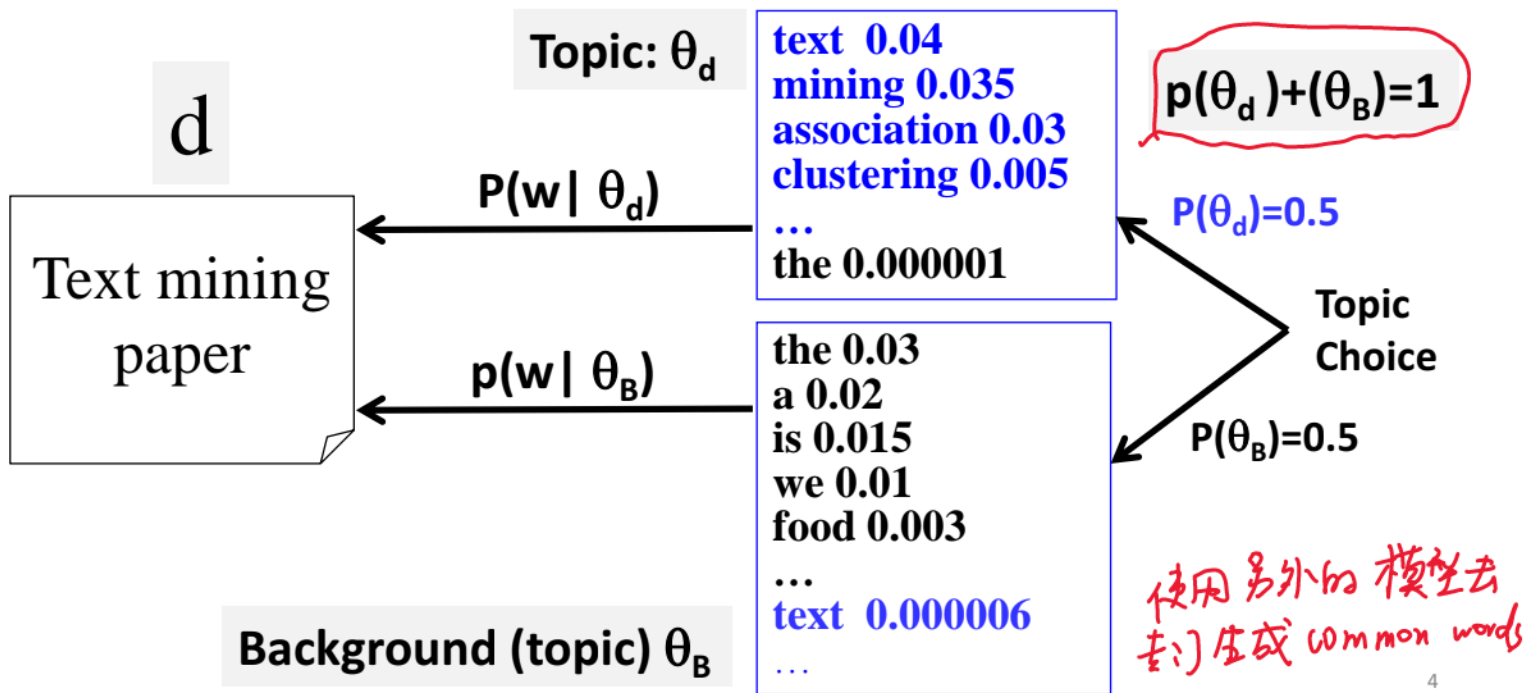 Topic: θd
d
Text mining
paper
P(w| θd)
p(w| θB)
text 0.04
mining 0.035
association 0.03
clustering 0.005
…
the 0.000001
the 0.03
a 0.02
is 0.015
we 0.01
food 0.003
…
text 0.000006
…
Background (topic) θB
p(θd )+(θB)=1
P(θd)=0.5
Topic
Choice
P(θB)=0.5
使用另外的模型去
专门生成 common words
4